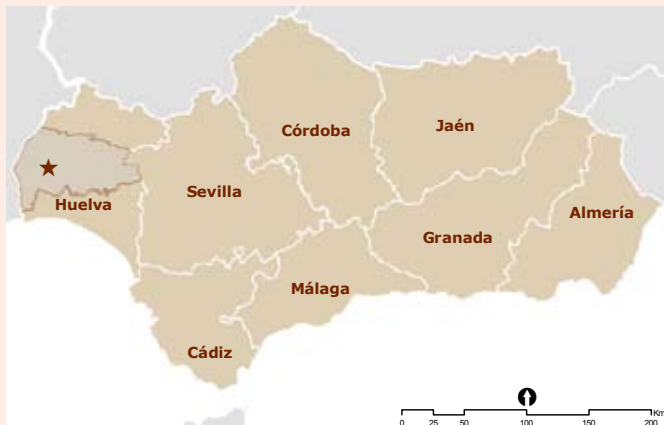 Córdoba
Jaén
Sevilla
Huelva
Almería
Granada
Málaga
Cádiz
0 25 50 100 150 200
Km